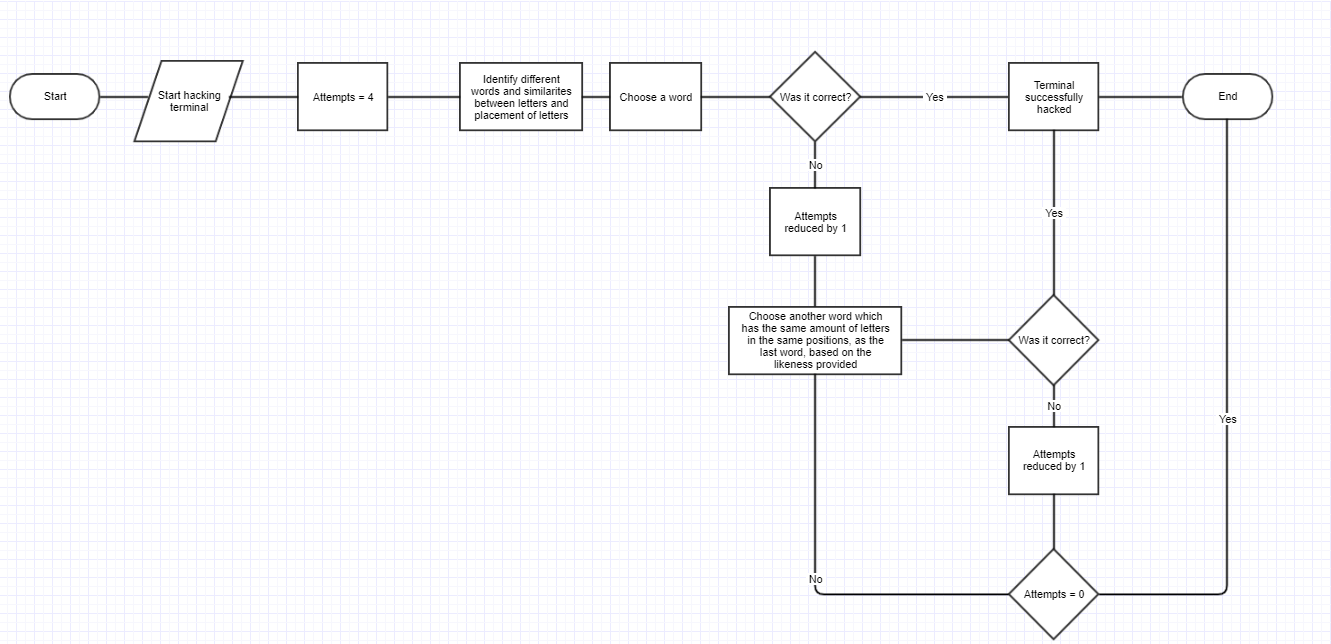 Start
Start hacking
terminal
Attempts = 4
Identify different
words and similarites
between letters and
placement of letters
Choose a word
Was it correct?
Yes
Terminal
successfully
hacked
End
No
Attempts
reduced by 1
Yes
Choose another word which
has the same amount of letters
in the same positions, as the
last word, based on the
likeness provided
Was it correct?
No
Yes
Attempts
reduced by 1
No
Attempts = 0